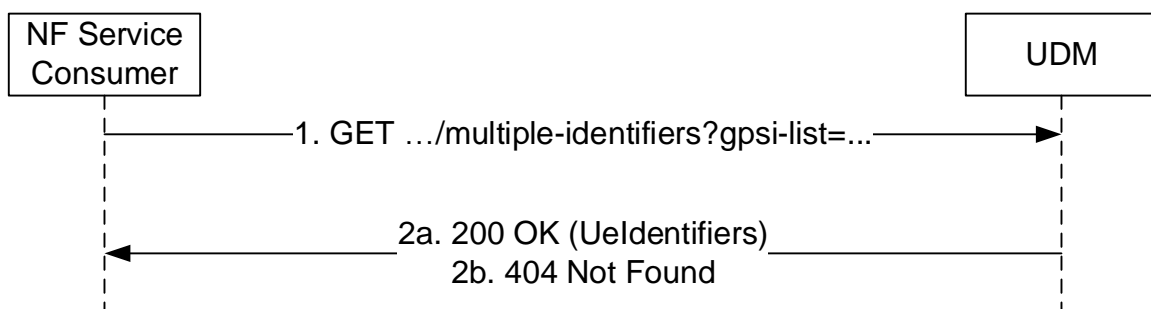 NF Service
Consumer
UDM
1. GET …/multiple-identifiers?gpsi-list=...
2a. 200 OK (UeIdentifiers)
2b. 404 Not Found